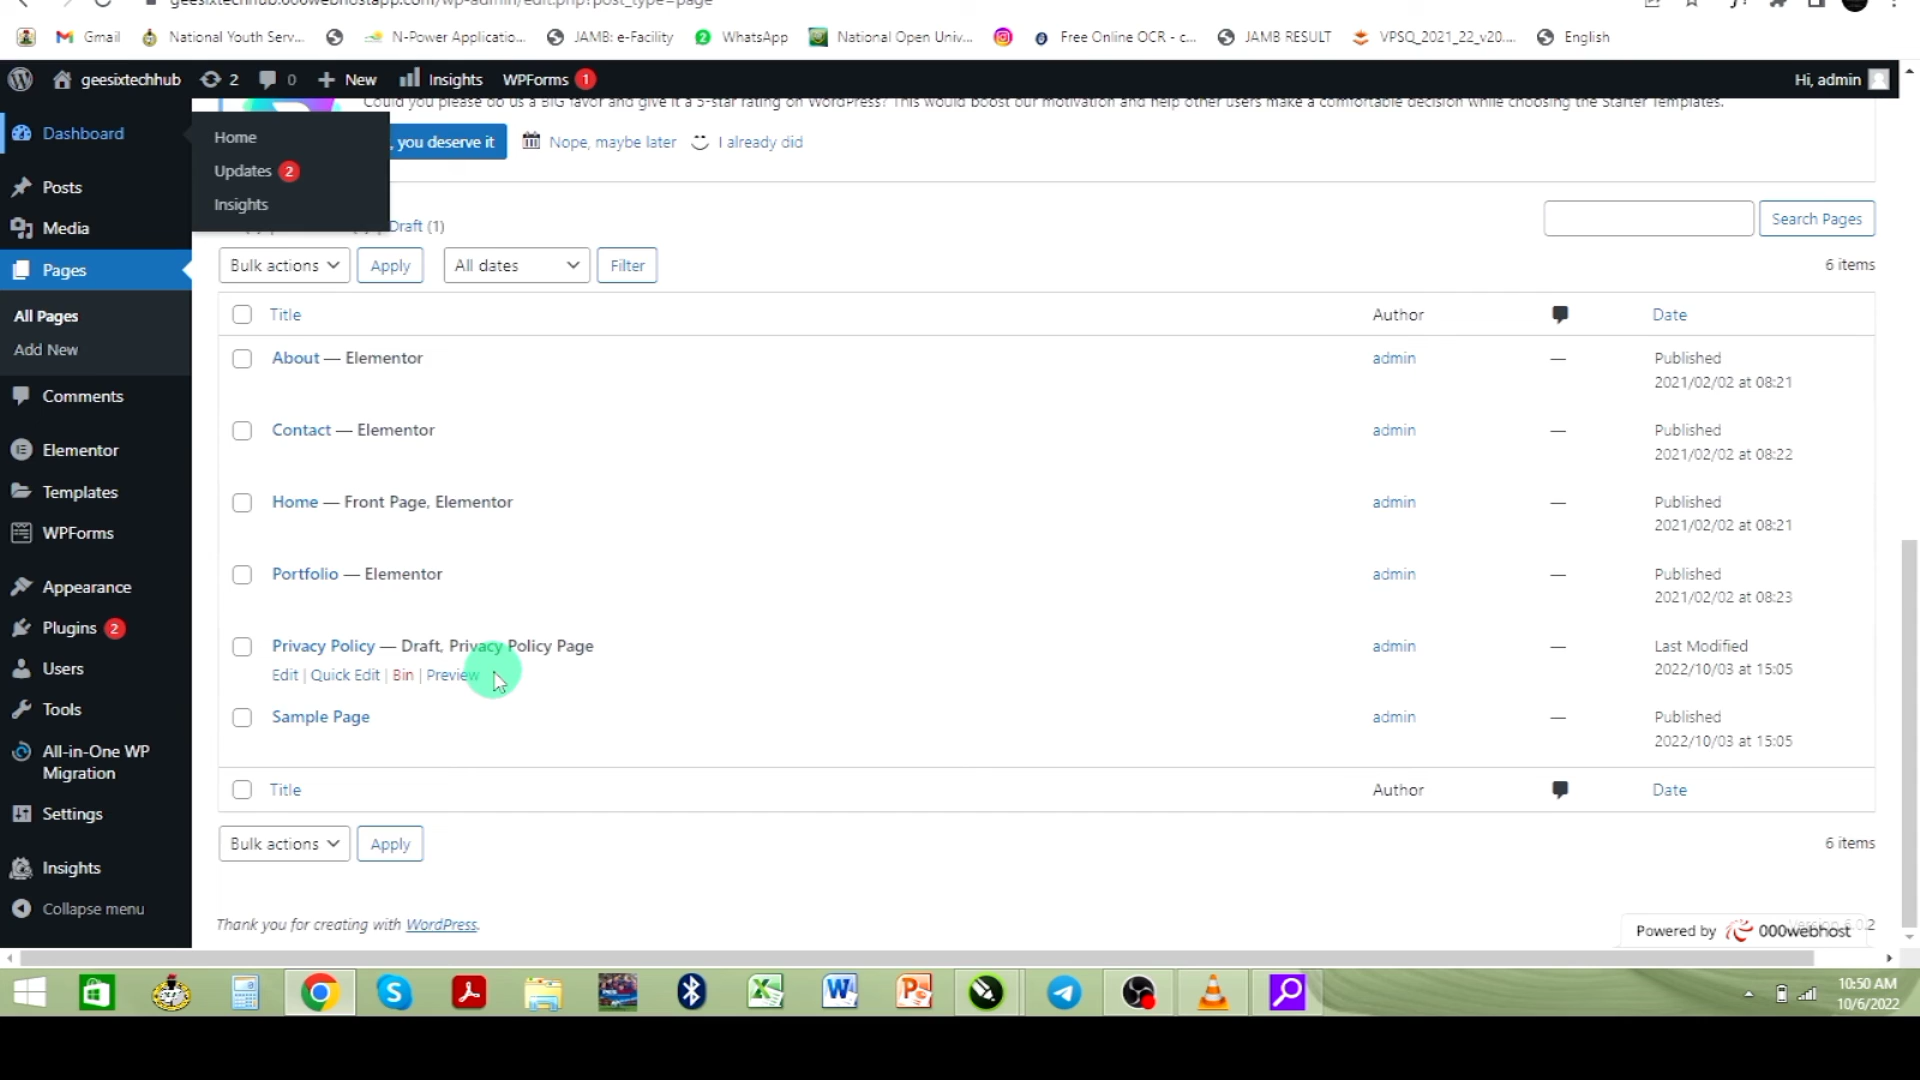 geesixtechhub.000webhostapp.com/wp-admin/edit.php?post_type=page
Gmail National Youth Serv... N-Power Applicatio... JAMB: e-Facility WhatsApp National Open Univ... Free Online OCR - c... JAMB RESULT VPSQ_2021_22_v20.... English
geesixtechhub 2 0 New Insights WPForms 1 Hi, admin
Could you please do us a BIG favor and give it a 5-star rating on WordPress? This would boost our motivation and help other users make a comfortable decision while choosing the Starter Templates.
, you deserve it Nope, maybe later I already did
Dashboard
Home
Updates 2
Insights
Posts
Media
Pages
All Pages
Add New
Comments
Elementor
Templates
WPForms
Appearance
Plugins 2
Users
Tools
All-in-One WP
Migration
Settings
Insights
Collapse menu
Draft (1)
Search Pages
Bulk actions Apply All dates Filter 6 items
Title Author Date
About — Elementor admin — Published
2021/02/02 at 08:21
Contact — Elementor admin — Published
2021/02/02 at 08:22
Home — Front Page, Elementor admin — Published
2021/02/02 at 08:21
Portfolio — Elementor admin — Published
2021/02/02 at 08:23
Privacy Policy — Draft, Privacy Policy Page admin — Last Modified
Edit | Quick Edit | Bin | Preview 2022/10/03 at 15:05
Sample Page admin — Published
2022/10/03 at 15:05
Title Author Date
Bulk actions Apply 6 items
Thank you for creating with WordPress.
Version 6.0.2
Powered by 000webhost
10:50 AM
10/6/2022